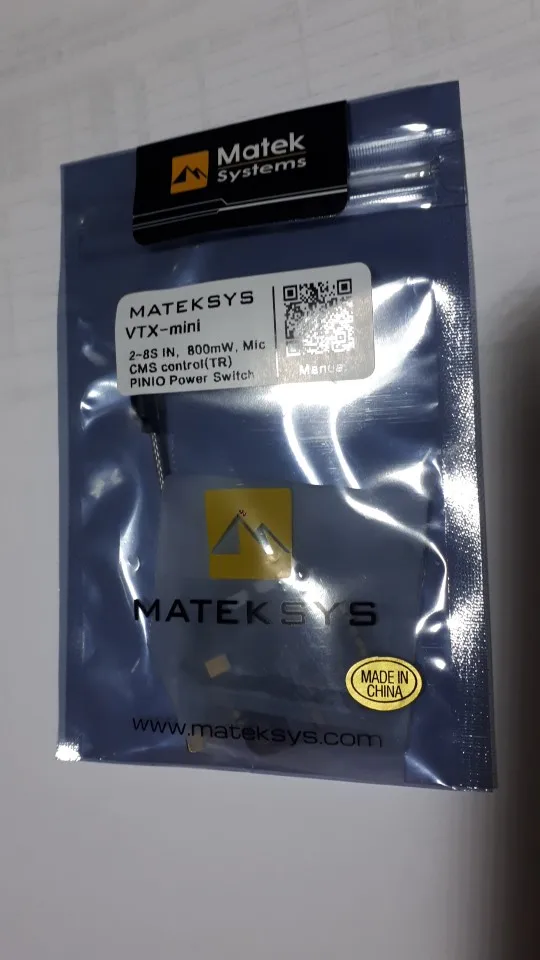 Matek
Systems
MATEKSYS
VTX-mini
2~8S IN, 800mW, Mic
CMS control(TR)
PINIO Power Switch
Manual
MATEKSYS
MADE IN
CHINA
www.mateksys.com